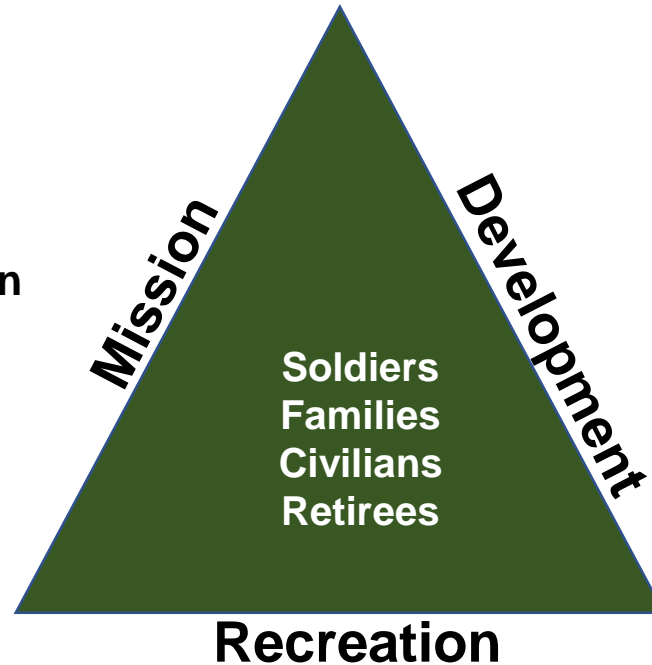 Mission
Development
n
Soldiers
Families
Civilians
Retirees
Recreation